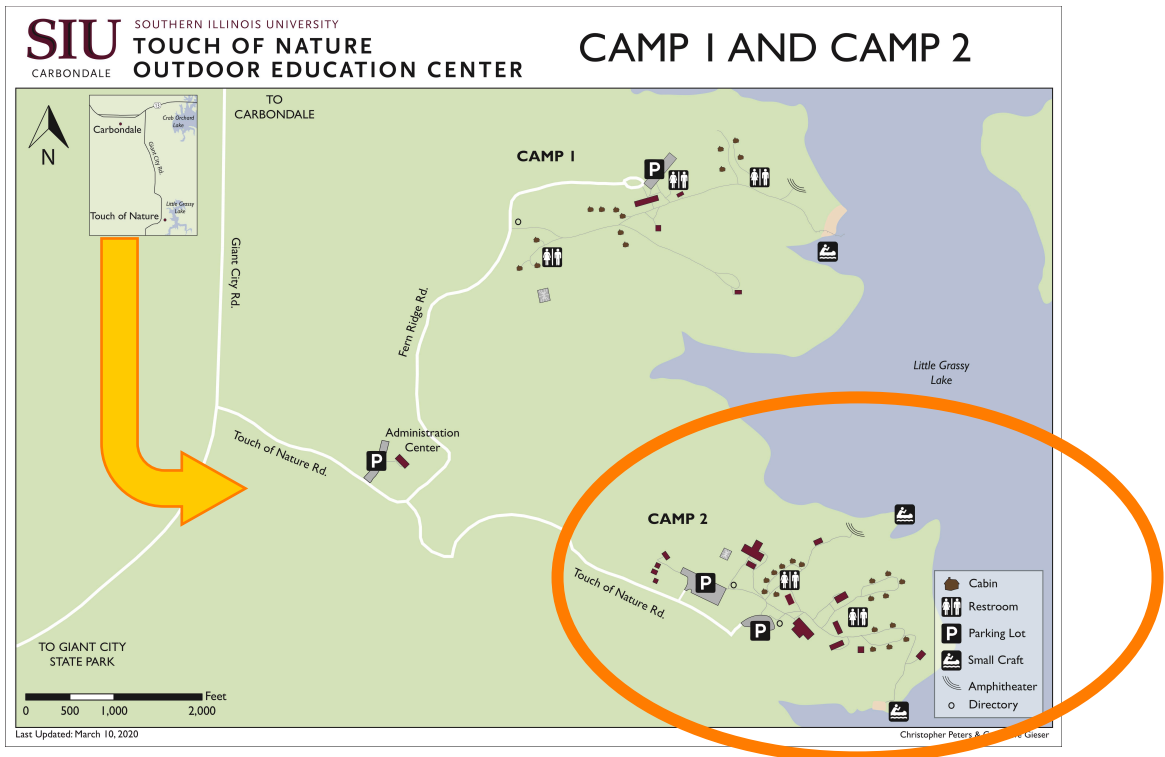 SIU
CARBONDALE
SOUTHERN ILLINOIS UNIVERSITY
TOUCH OF NATURE
OUTDOOR EDUCATION CENTER
CAMP 1 AND CAMP 2
N
Carbondale
Crab Orchard
Lake
Giant City Rd.
Little Grassy
Lake
Touch of Nature
TO
CARBONDALE
Giant City Rd.
CAMP 1
P
Fern Ridge Rd.
Little Grassy
Lake
Touch of Nature Rd.
Administration
Center
P
CAMP 2
P
Touch of Nature Rd.
P
TO GIANT CITY
STATE PARK
Feet
0 500 1,000 2,000
Cabin
Restroom
P Parking Lot
Small Craft
Amphitheater
Directory
Last Updated: March 10, 2020
Christopher Peters & Gieser